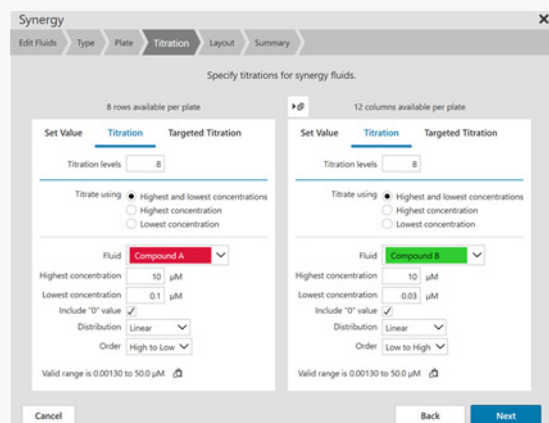 Synergy
Edit Fluids Type Plate Titration Layout Summary
Specify titrations for synergy fluids.
8 rows available per plate
Set Value Titration Targeted Titration
Titration levels 8
Titrate using Highest and lowest concentrations
Highest concentration
Lowest concentration
Fluid Compound A
Highest concentration 10 μM
Lowest concentration 0.1 μM
Include "0" value
Distribution Linear
Order High to Low
Valid range is 0.00130 to 50.0 μM
12 columns available per plate
Set Value Titration Targeted Titration
Titration levels 8
Titrate using Highest and lowest concentrations
Highest concentration
Lowest concentration
Fluid Compound B
Highest concentration 10 μM
Lowest concentration 0.03 μM
Include "0" value
Distribution Linear
Order Low to High
Valid range is 0.00130 to 50.0 μM
Cancel Back Next